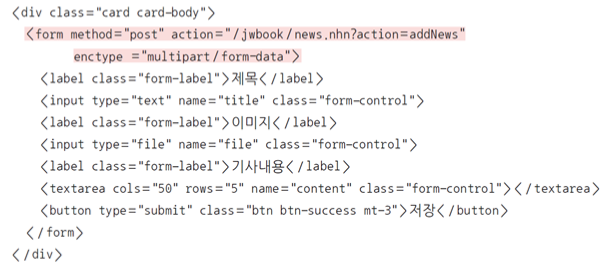 <div class="card card-body">
<form method="post" action="/jwbook/news.nhn?action=addNews"
enctype ="multipart/form-data">
<label class="form-label">제목</label>
<input type="text" name="title" class="form-control">
<label class="form-label">이미지</label>
<input type="file" name="file" class="form-control">
<label class="form-label">기사내용</label>
<textarea cols="50" rows="5" name="content" class="form-control"></textarea>
<button type="submit" class="btn btn-success mt-3">저장</button>
</form>
</div>